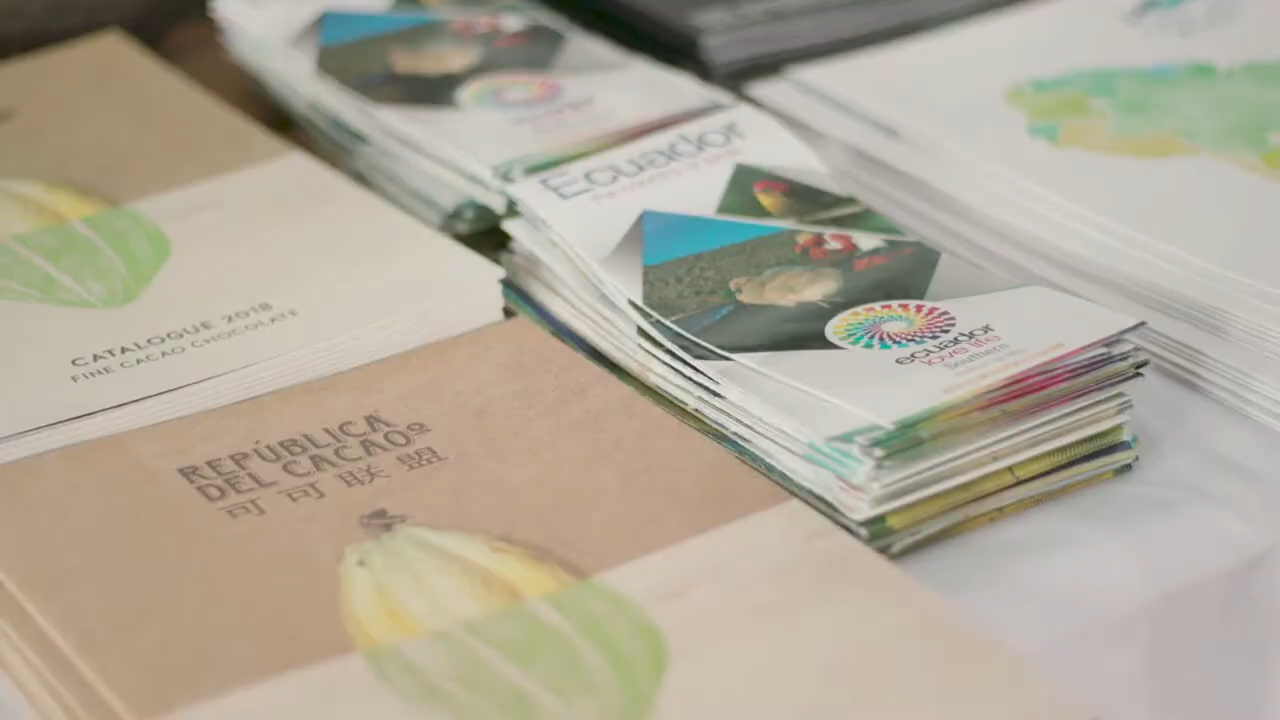 Ecuador
CATALOGUE 2018
FINE CACAO CHOCOLATE
ecuador
love life
REPÚBLICA
DEL CACAO
可可联盟